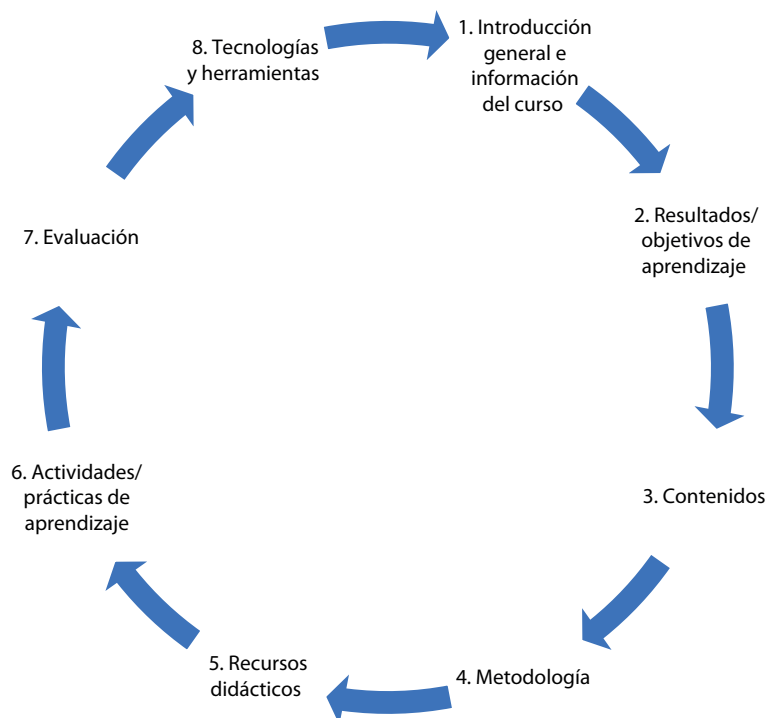 1. Introducción
general e
información
del curso
2. Resultados/
objetivos de
aprendizaje
3. Contenidos
4. Metodología
5. Recursos
didácticos
6. Actividades/
prácticas de
aprendizaje
7. Evaluación
8. Tecnologías
y herramientas